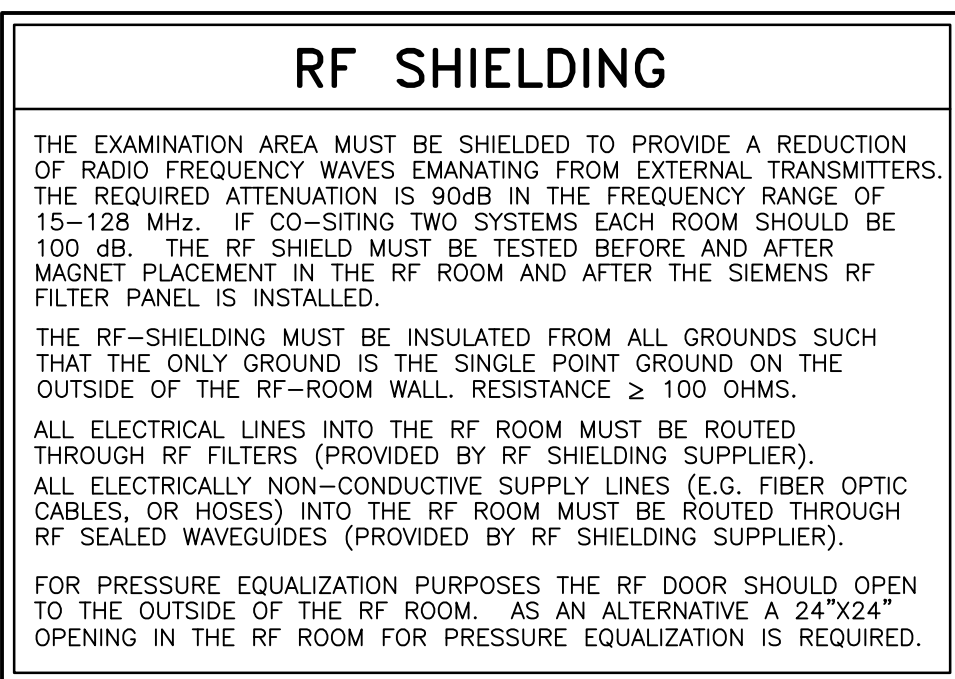 RF SHIELDING
THE EXAMINATION AREA MUST BE SHIELDED TO PROVIDE A REDUCTION
OF RADIO FREQUENCY WAVES EMANATING FROM EXTERNAL TRANSMITTERS.
THE REQUIRED ATTENUATION IS 90dB IN THE FREQUENCY RANGE OF
15–128 MHz. IF CO–SITING TWO SYSTEMS EACH ROOM SHOULD BE
100 dB. THE RF SHIELD MUST BE TESTED BEFORE AND AFTER
MAGNET PLACEMENT IN THE RF ROOM AND AFTER THE SIEMENS RF
FILTER PANEL IS INSTALLED.
THE RF–SHIELDING MUST BE INSULATED FROM ALL GROUNDS SUCH
THAT THE ONLY GROUND IS THE SINGLE POINT GROUND ON THE
OUTSIDE OF THE RF–ROOM WALL. RESISTANCE ≥ 100 OHMS.
ALL ELECTRICAL LINES INTO THE RF ROOM MUST BE ROUTED
THROUGH RF FILTERS (PROVIDED BY RF SHIELDING SUPPLIER).
ALL ELECTRICALLY NON–CONDUCTIVE SUPPLY LINES (E.G. FIBER OPTIC
CABLES, OR HOSES) INTO THE RF ROOM MUST BE ROUTED THROUGH
RF SEALED WAVEGUIDES (PROVIDED BY RF SHIELDING SUPPLIER).
FOR PRESSURE EQUALIZATION PURPOSES THE RF DOOR SHOULD OPEN
TO THE OUTSIDE OF THE RF ROOM. AS AN ALTERNATIVE A 24"X24"
OPENING IN THE RF ROOM FOR PRESSURE EQUALIZATION IS REQUIRED.